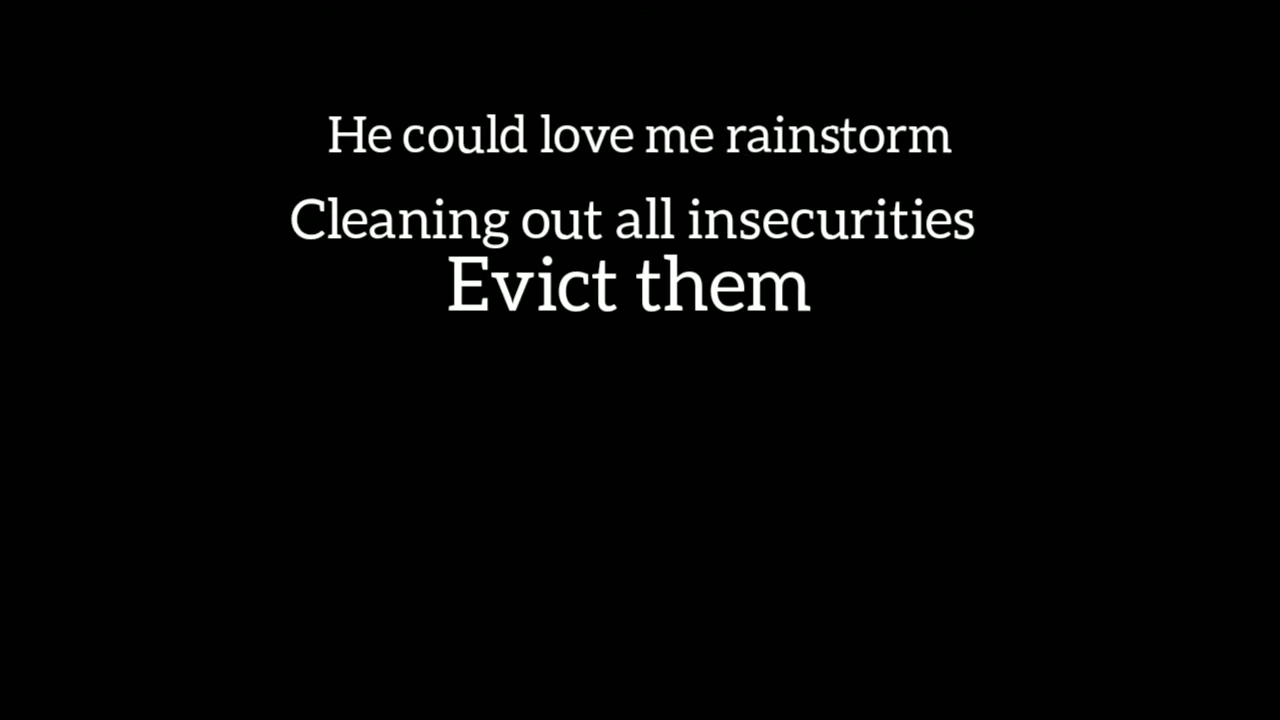 He could love me rainstorm
Cleaning out all insecurities
Evict them